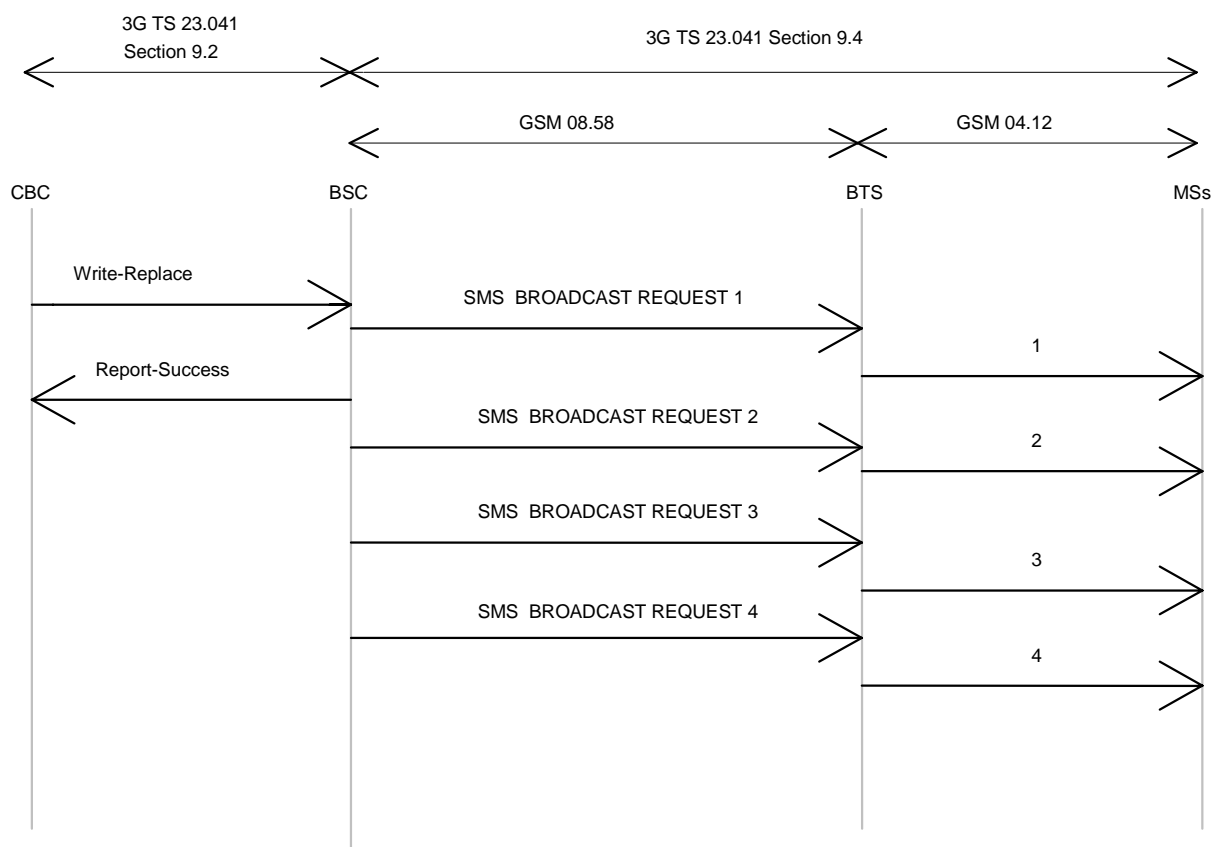 3G TS 23.041
Section 9.2
3G TS 23.041 Section 9.4
GSM 08.58
GSM 04.12
CBC
BSC
BTS
MSs
Write-Replace
SMS BROADCAST REQUEST 1
1
Report-Success
SMS BROADCAST REQUEST 2
2
SMS BROADCAST REQUEST 3
3
SMS BROADCAST REQUEST 4
4